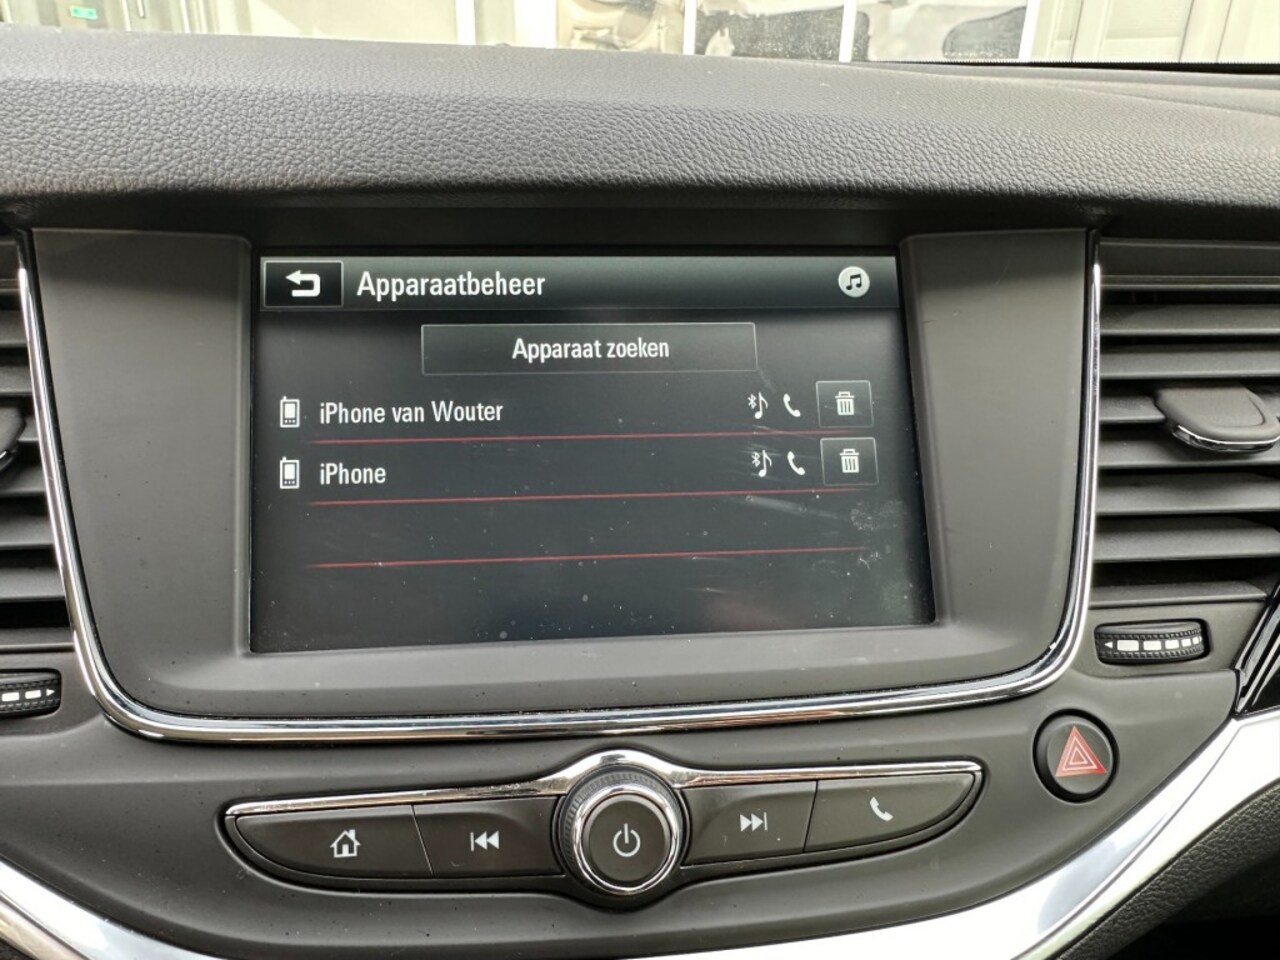 Apparaatbeheer
Apparaat zoeken
iPhone van Wouter
iPhone